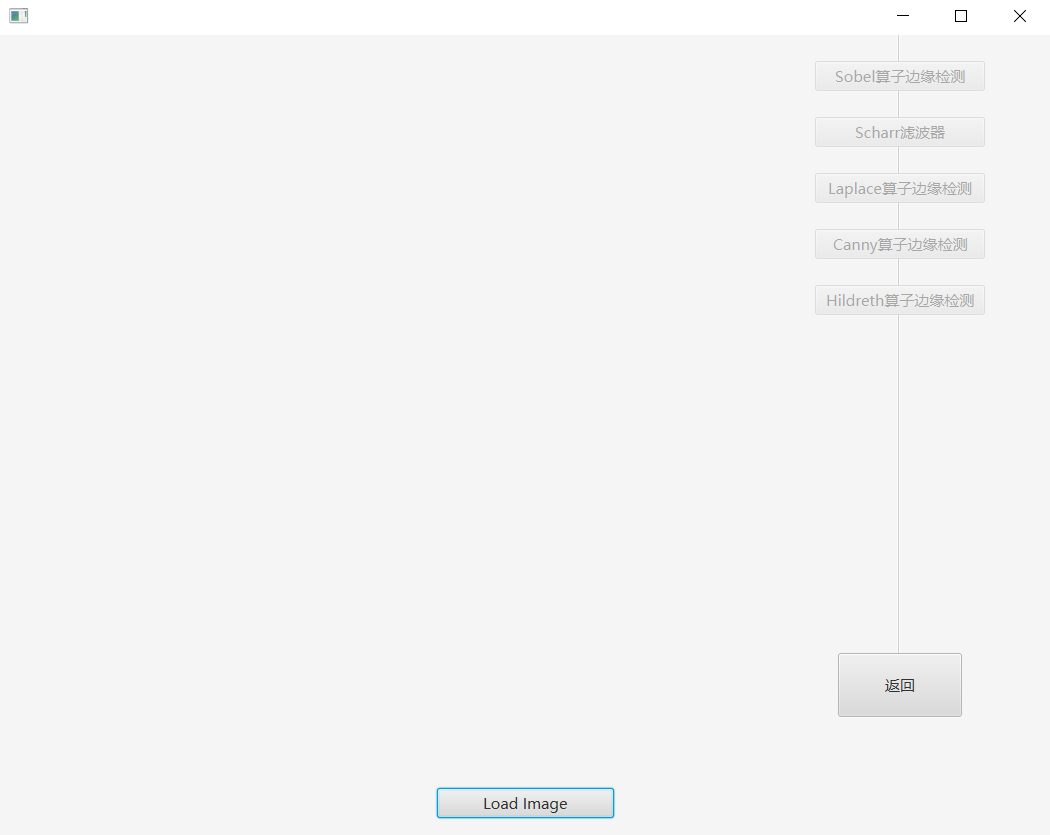 Sobel算子边缘检测
Scharr滤波器
Laplace算子边缘检测
Canny算子边缘检测
Hildreth算子边缘检测
返回
Load Image